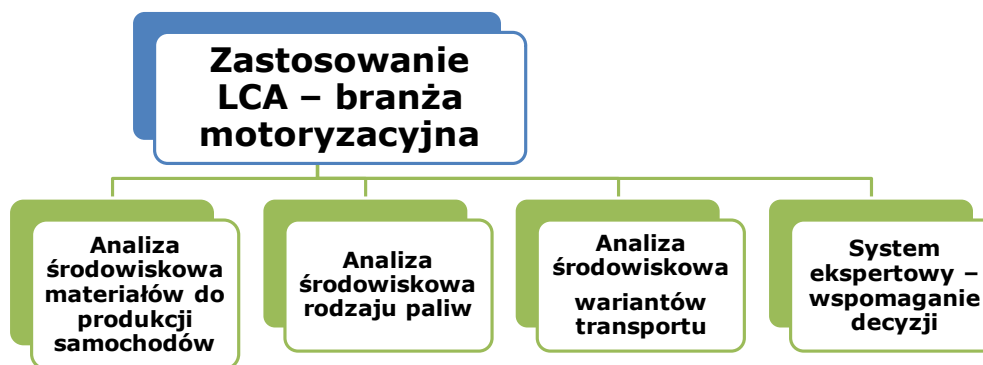 Zastosowanie
LCA – branża
motoryzacyjna
Analiza
środowiskowa
materiałów do
produkcji
samochodów
Analiza
środowiskowa
rodzaju paliw
Analiza
środowiskowa
wariantów
transportu
System
ekspertowy –
wspomaganie
decyzji